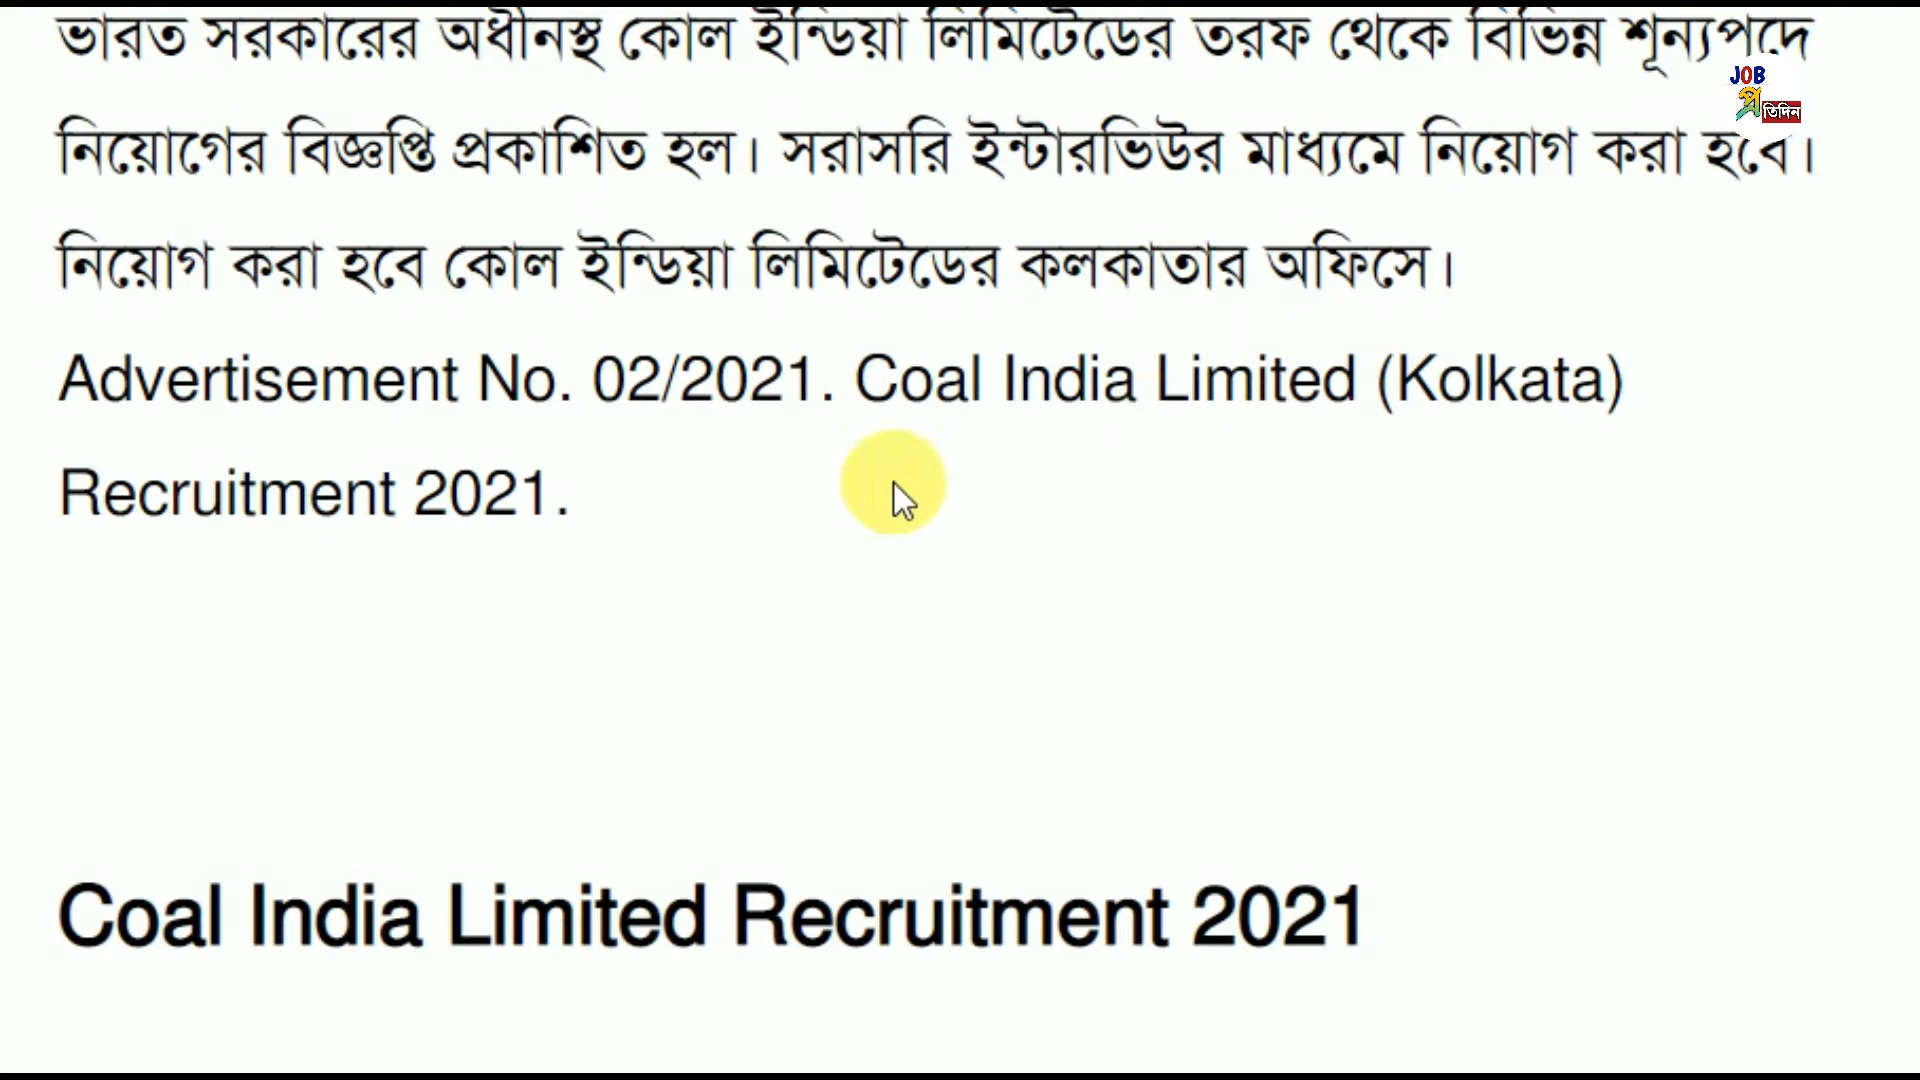 ভারত সরকারের অধীনস্থ কোল ইন্ডিয়া লিমিটেডের তরফ থেকে বিভিন্ন শূন্যপদে
JOB
প্রতিদিন
নিয়োগের বিজ্ঞপ্তি প্রকাশিত হল। সরাসরি ইন্টারভিউর মাধ্যমে নিয়োগ করা হবে।
নিয়োগ করা হবে কোল ইন্ডিয়া লিমিটেডের কলকাতার অফিসে।
Advertisement No. 02/2021. Coal India Limited (Kolkata)
Recruitment 2021.
Coal India Limited Recruitment 2021